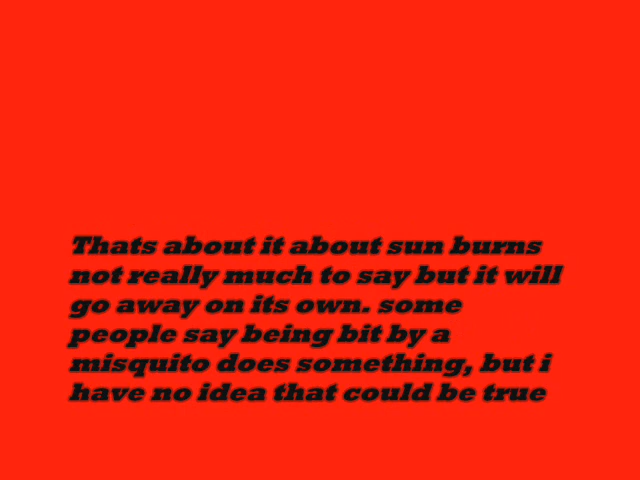 Thats about it about sun burns
not really much to say but it will
go away on its own. some
people say being bit by a
misquito does something, but i
have no idea that could be true